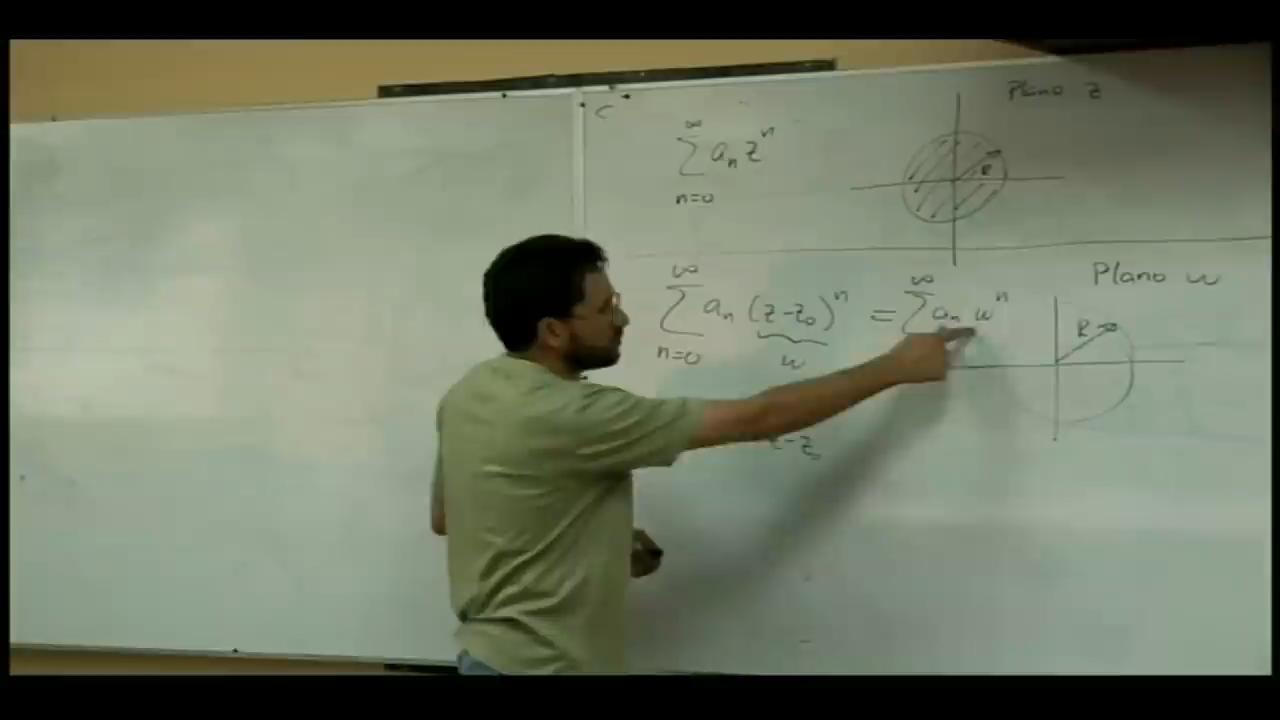 C
∞
∑ aₙ zⁿ
n=0
Plano z
R
∞
∑ aₙ (z-z₀)ⁿ = ∑ aₙ wⁿ
n=0
w
∞
Plano w
R
z-z₀